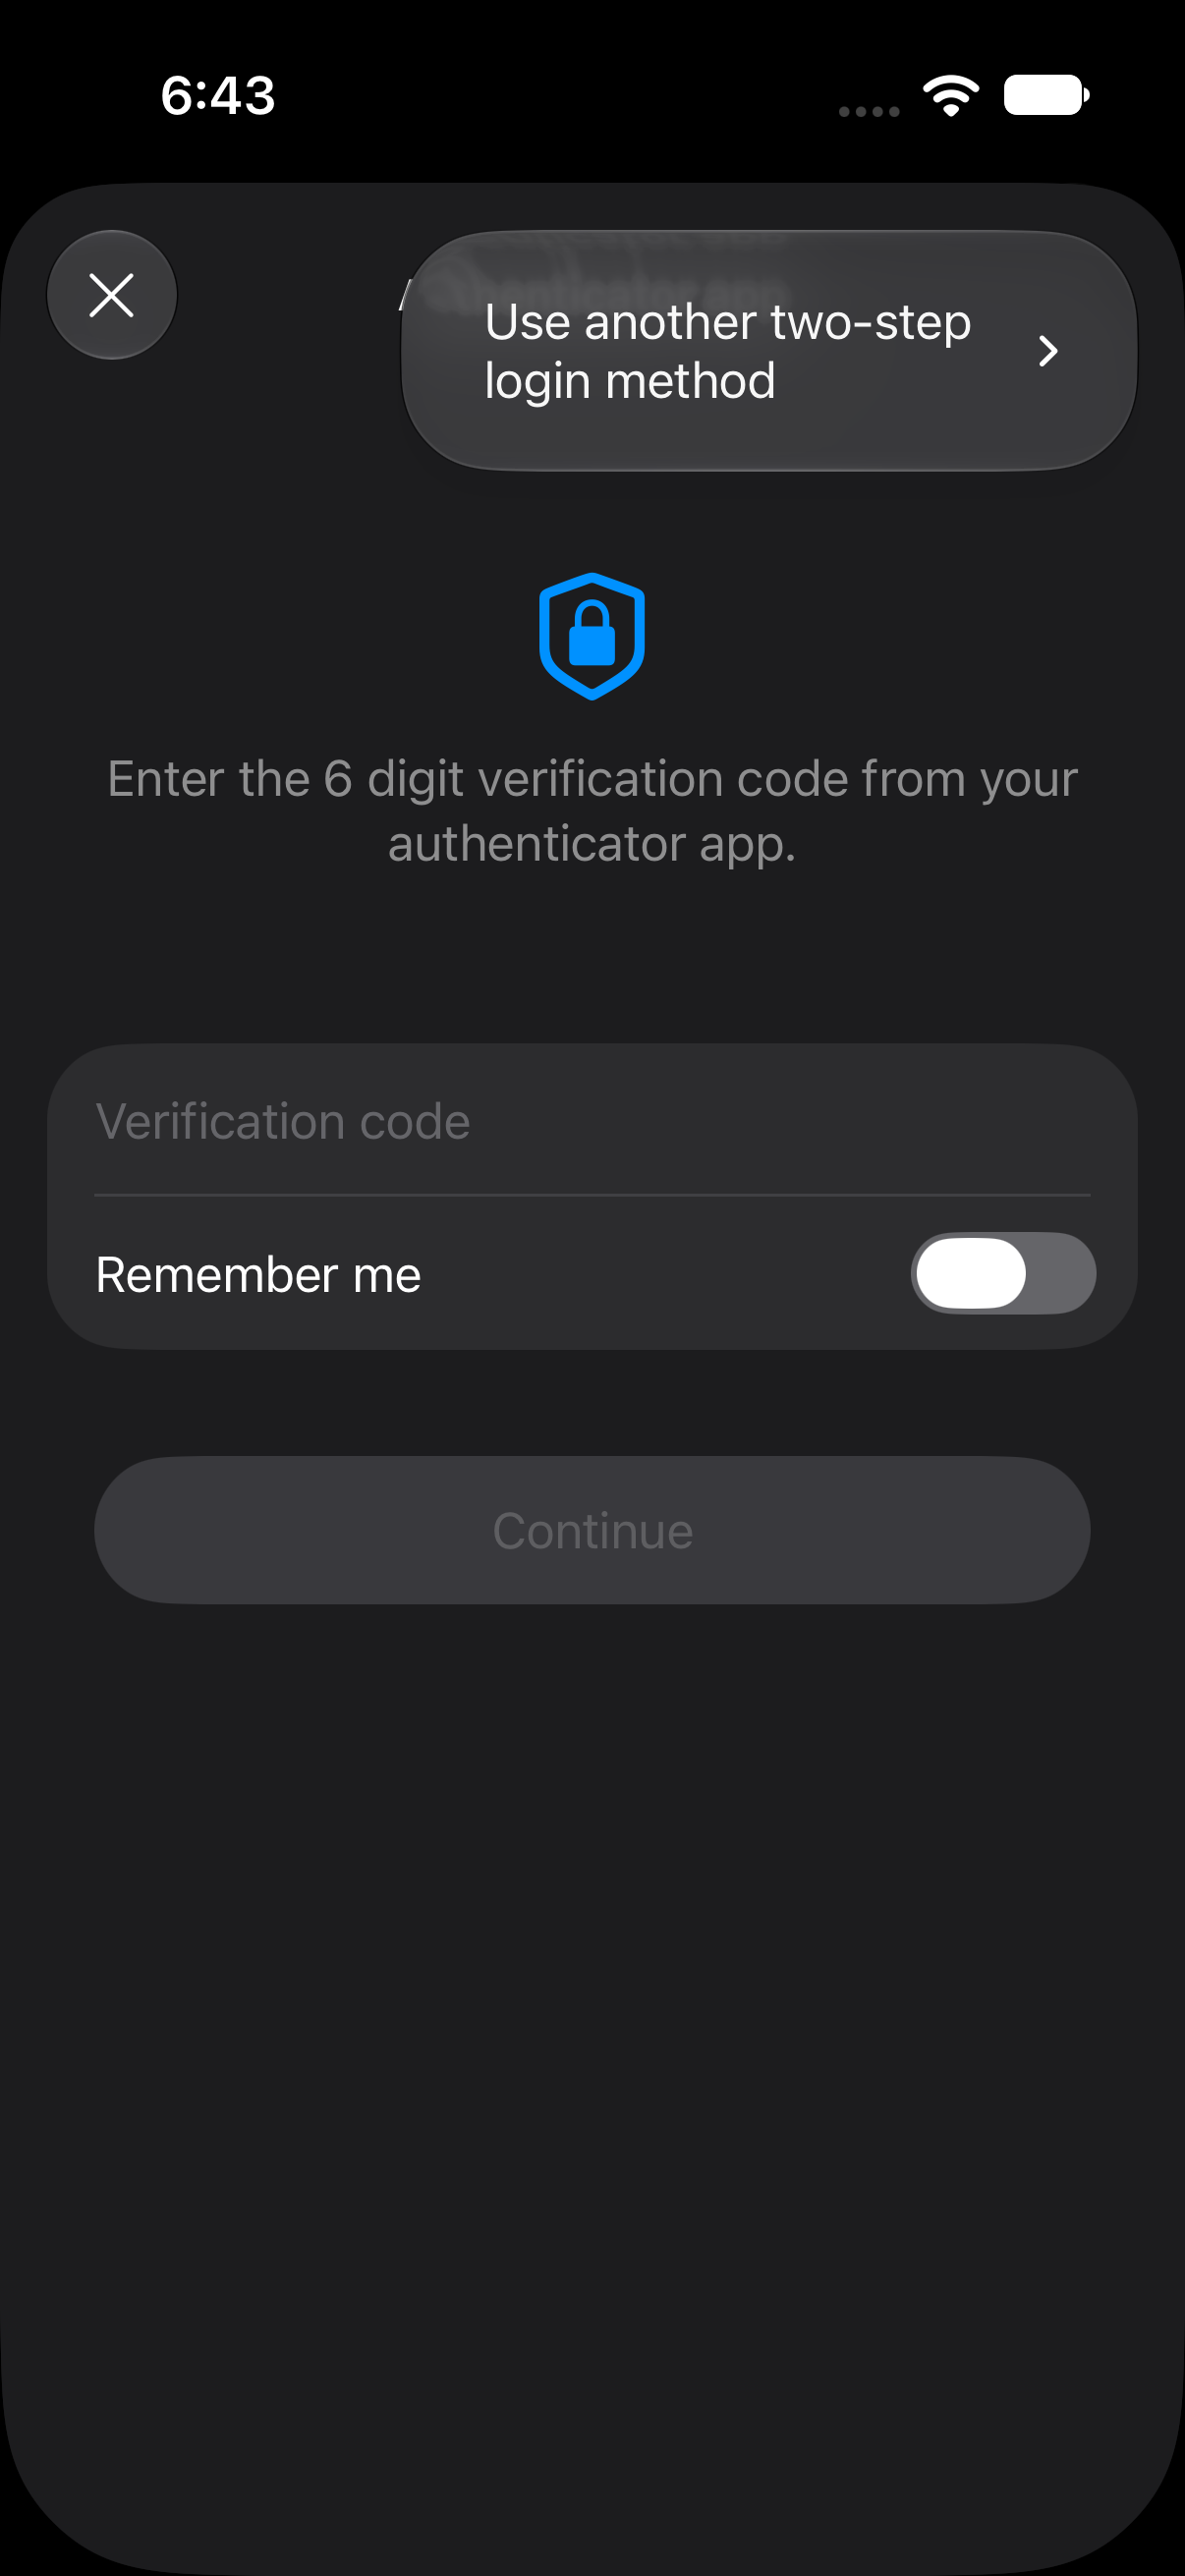 6:43
Use another two-step
login method
Enter the 6 digit verification code from your
authenticator app.
Verification code
Remember me
Continue